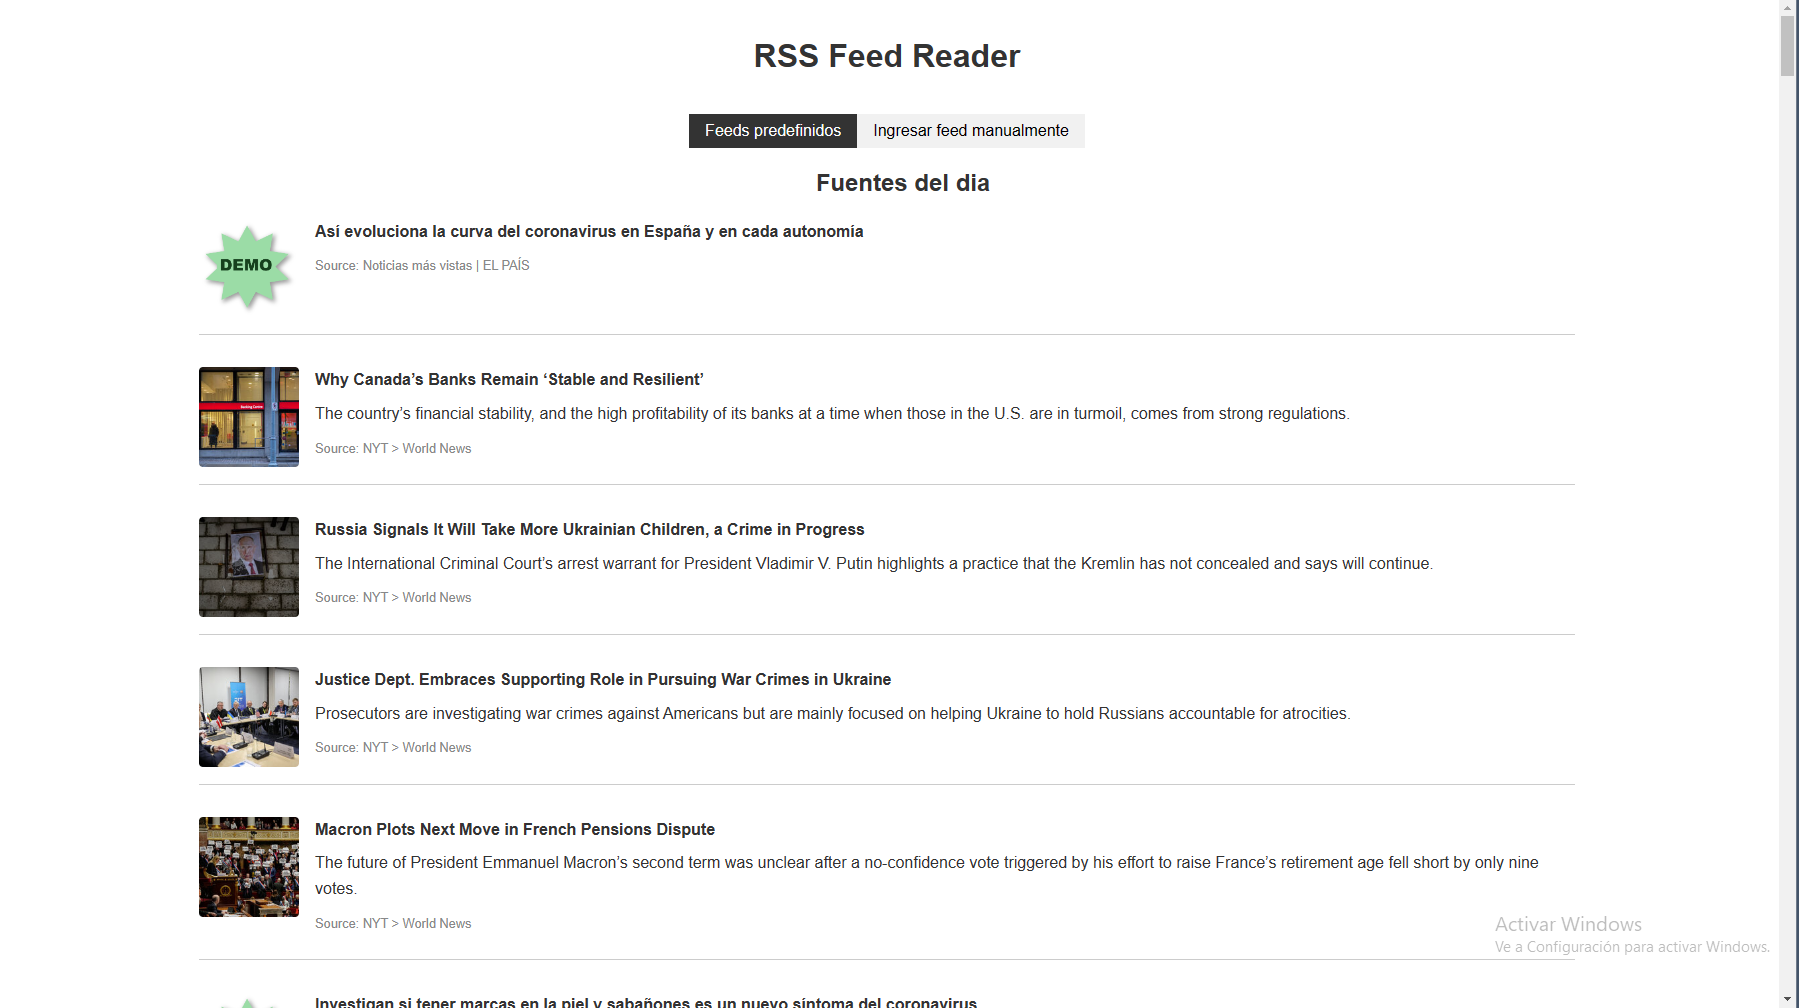 RSS Feed Reader
Feeds predefinidos
Ingresar feed manualmente
Fuentes del dia
DEMO
Así evoluciona la curva del coronavirus en España y en cada autonomía
Source: Noticias más vistas | EL PAÍS
Why Canada’s Banks Remain ‘Stable and Resilient’
The country’s financial stability, and the high profitability of its banks at a time when those in the U.S. are in turmoil, comes from strong regulations.
Source: NYT > World News
Russia Signals It Will Take More Ukrainian Children, a Crime in Progress
The International Criminal Court’s arrest warrant for President Vladimir V. Putin highlights a practice that the Kremlin has not concealed and says will continue.
Source: NYT > World News
Justice Dept. Embraces Supporting Role in Pursuing War Crimes in Ukraine
Prosecutors are investigating war crimes against Americans but are mainly focused on helping Ukraine to hold Russians accountable for atrocities.
Source: NYT > World News
Macron Plots Next Move in French Pensions Dispute
The future of President Emmanuel Macron’s second term was unclear after a no-confidence vote triggered by his effort to raise France’s retirement age fell short by only nine
votes.
Source: NYT > World News
Activar Windows
Ve a Configuración para activar Windows.
Investigan si tener marcas en la piel y sabañones es un nuevo síntoma del coronavirus